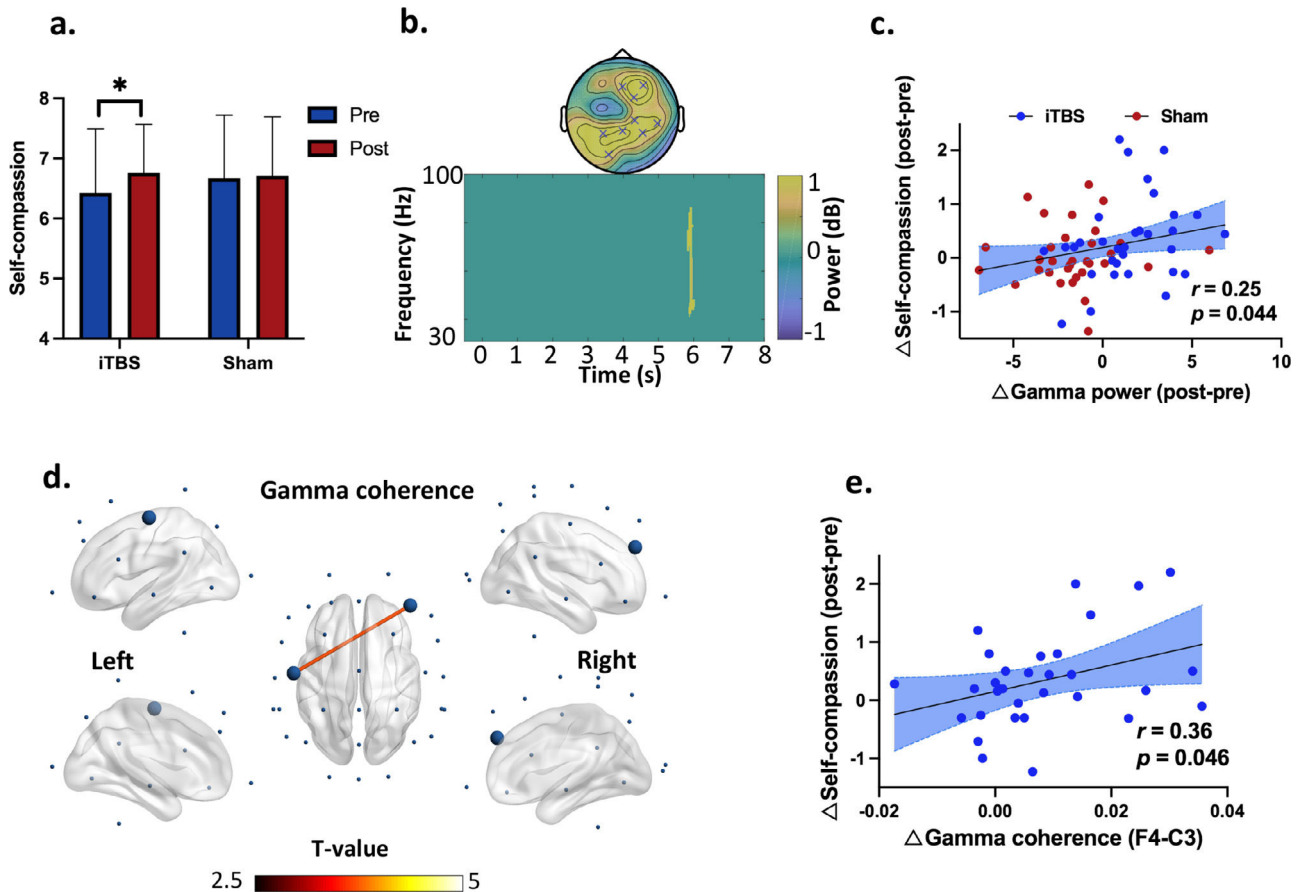 a.
*
8
7
6
5
4
Self-compassion
Pre
Post
iTBS
Sham
b.
100
30
Frequency (Hz)
0 1 2 3 4 5 6 7 8
Time (s)
1
0
-1
Power (dB)
c.
iTBS
Sham
2
1
0
-1
△Self-compassion (post-pre)
r = 0.25
p = 0.044
-5 0 5 10
△Gamma power (post-pre)
d.
Gamma coherence
Left
Right
T-value
2.5
5
e.
2
1
0
-1
△Self-compassion (post-pre)
r = 0.36
p = 0.046
-0.02 0.00 0.02 0.04
△Gamma coherence (F4-C3)